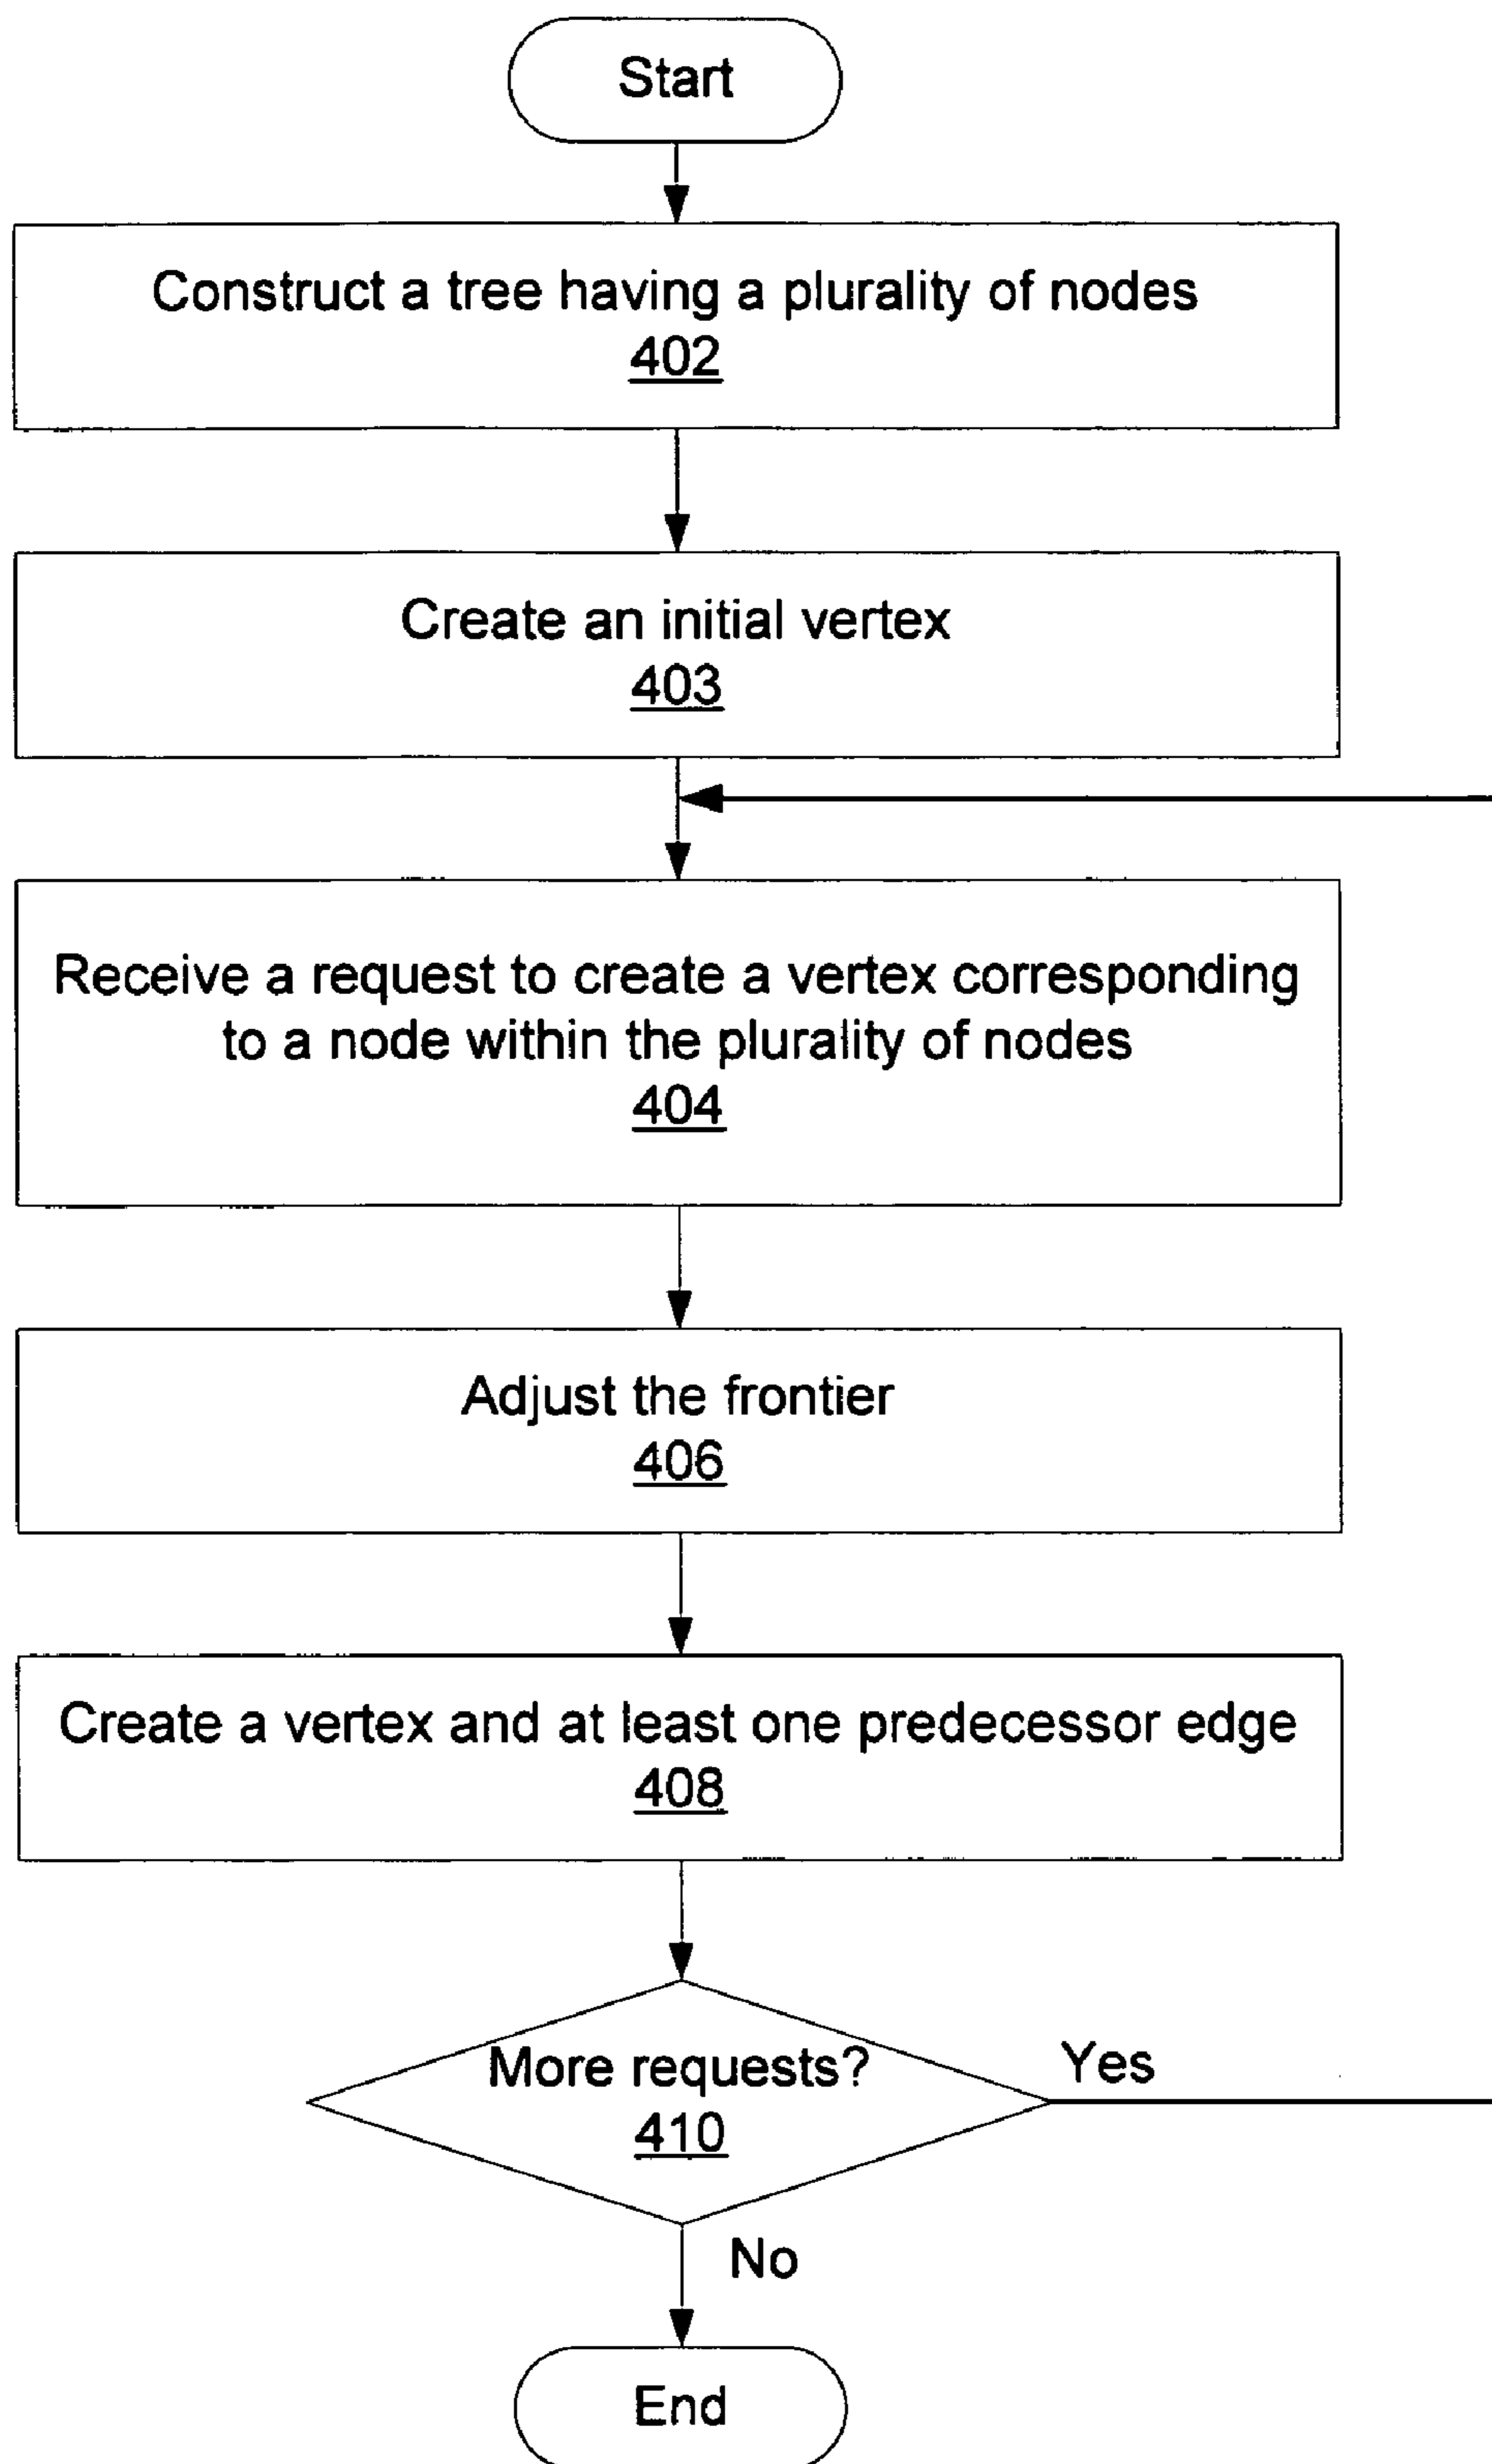 Start
Construct a tree having a plurality of nodes
402
Create an initial vertex
403
Receive a request to create a vertex corresponding
to a node within the plurality of nodes
404
Adjust the frontier
406
Create a vertex and at least one predecessor edge
408
More requests?
410
Yes
No
End